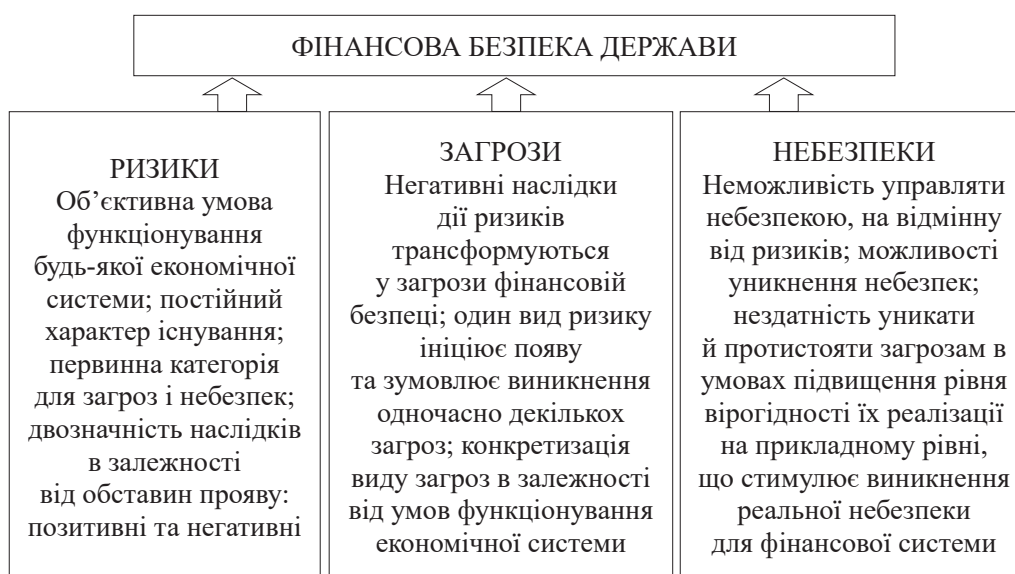 ФІНАНСОВА БЕЗПЕКА ДЕРЖАВИ
РИЗИКИ
Об’єктивна умова
функціонування
будь-якої економічної
системи; постійний
характер існування;
первинна категорія
для загроз і небезпек;
двозначність наслідків
в залежності
від обставин прояву:
позитивні та негативні
ЗАГРОЗИ
Негативні наслідки
дії ризиків
трансформуються
у загрози фінансовій
безпеці; один вид ризику
ініціює появу
та зумовлює виникнення
одночасно декількох
загроз; конкретизація
виду загроз в залежності
від умов функціонування
економічної системи
НЕБЕЗПЕКИ
Неможливість управляти
небезпекою, на відмінну
від ризиків; можливості
уникнення небезпек;
нездатність уникати
й протистояти загрозам в
умовах підвищення рівня
вірогідності їх реалізації
на прикладному рівні,
що стимулює виникнення
реальної небезпеки
для фінансової системи